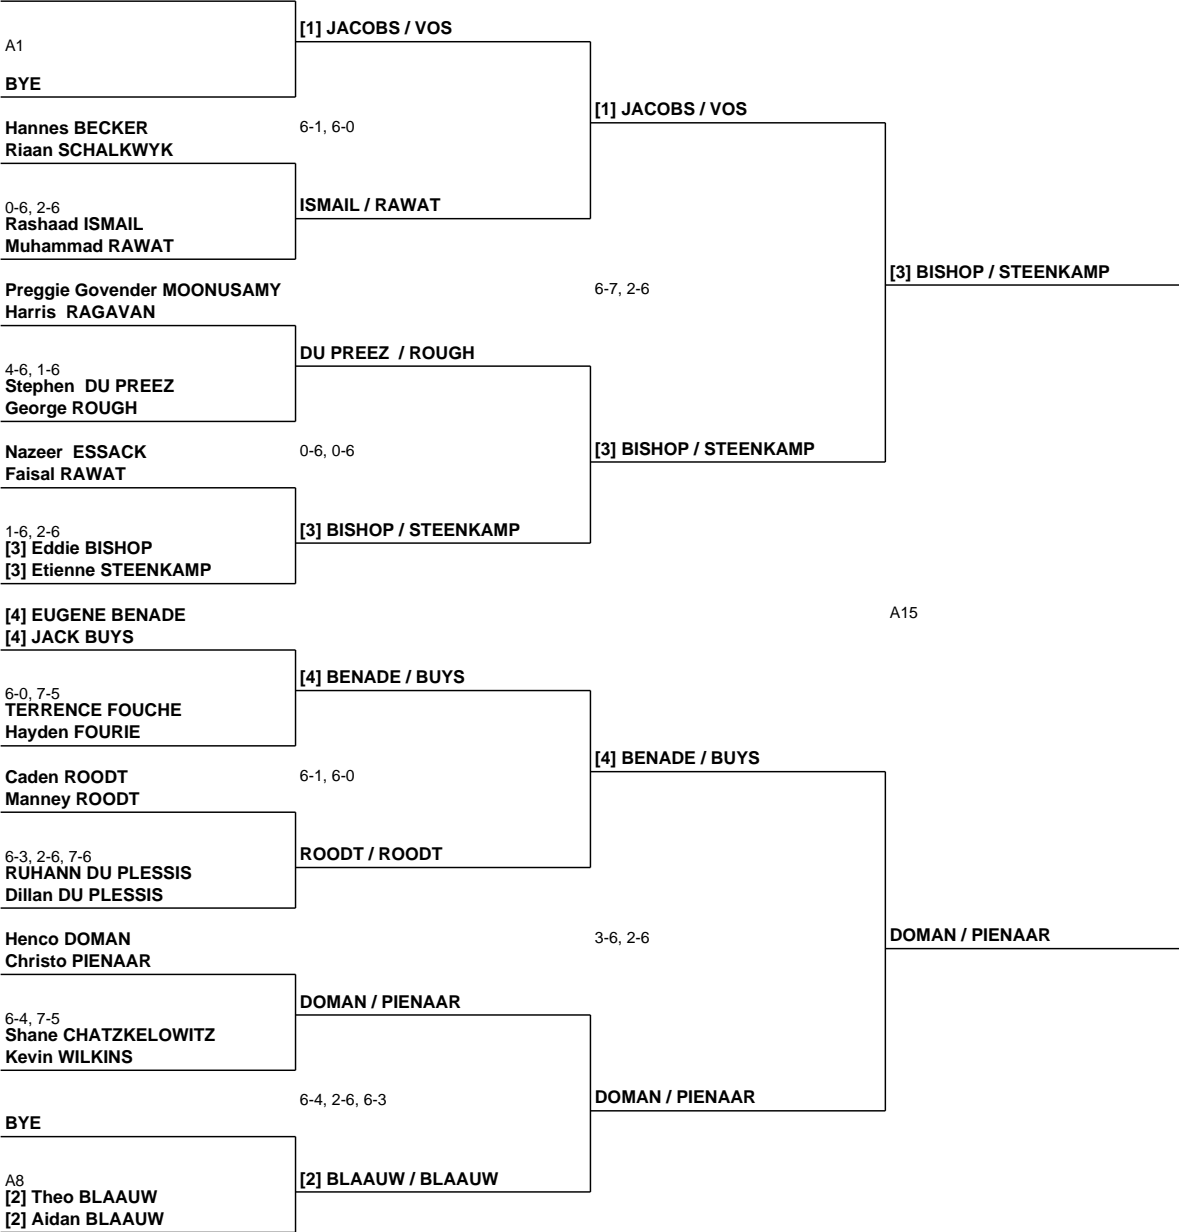 [1] JACOBS / VOS
A1
BYE
[1] JACOBS / VOS
Hannes BECKER
Riaan SCHALKWYK
6-1, 6-0
0-6, 2-6
Rashaad ISMAIL
Muhammad RAWAT
ISMAIL / RAWAT
[3] BISHOP / STEENKAMP
Preggie Govender MOONUSAMY
Harris RAGAVAN
6-7, 2-6
DU PREEZ / ROUGH
4-6, 1-6
Stephen DU PREEZ
George ROUGH
Nazeer ESSACK
Faisal RAWAT
0-6, 0-6
[3] BISHOP / STEENKAMP
1-6, 2-6
[3] Eddie BISHOP
[3] Etienne STEENKAMP
[3] BISHOP / STEENKAMP
[4] EUGENE BENADE
[4] JACK BUYS
A15
[4] BENADE / BUYS
6-0, 7-5
TERRENCE FOUCHE
Hayden FOURIE
[4] BENADE / BUYS
Caden ROODT
Manney ROODT
6-1, 6-0
6-3, 2-6, 7-6
RUHANN DU PLESSIS
Dillan DU PLESSIS
ROODT / ROODT
Henco DOMAN
Christo PIENAAR
3-6, 2-6
DOMAN / PIENAAR
DOMAN / PIENAAR
6-4, 7-5
Shane CHATZKELOWITZ
Kevin WILKINS
6-4, 2-6, 6-3
DOMAN / PIENAAR
BYE
A8
[2] Theo BLAAUW
[2] Aidan BLAAUW
[2] BLAAUW / BLAAUW